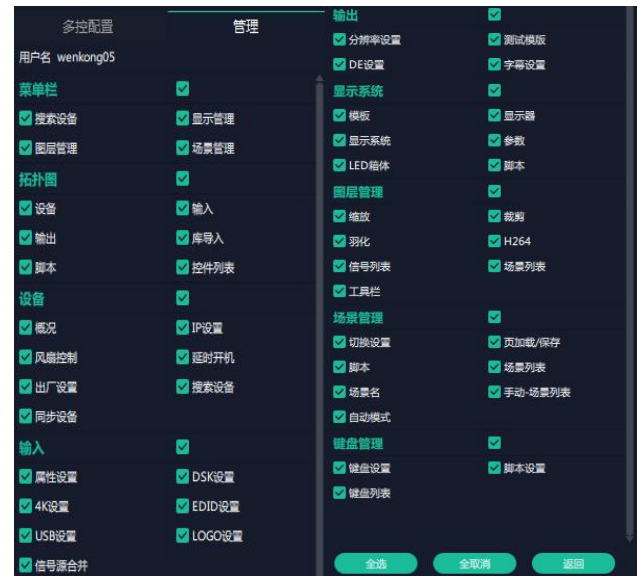 多控配置 管理
用户名 wenkong05
菜单栏
搜索设备 显示管理
图层管理 场景管理
拓扑图
设备 输入
输出 库导入
脚本 控件列表
设备
概况 IP设置
风扇控制 延时开机
出厂设置 搜索设备
同步设备
输入
属性设置 DSK设置
4K设置 EDID设置
USB设置 LOGO设置
信号源合并
输出
分辨率设置 测试模版
DE设置 字幕设置
显示系统
模板 显示器
显示系统 参数
LED箱体 脚本
图层管理
缩放 裁剪
羽化 H264
信号列表 场景列表
工具栏
场景管理
切换设置 页加载/保存
脚本 场景列表
场景名 手动-场景列表
自动模式
键盘管理
键盘设置 脚本设置
键盘列表
全选 全取消 返回